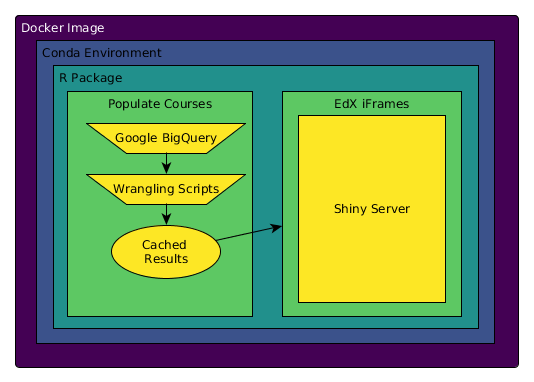 Docker Image
Conda Environment
R Package
Populate Courses
Google BigQuery
Wrangling Scripts
Cached
Results
EdX iFrames
Shiny Server